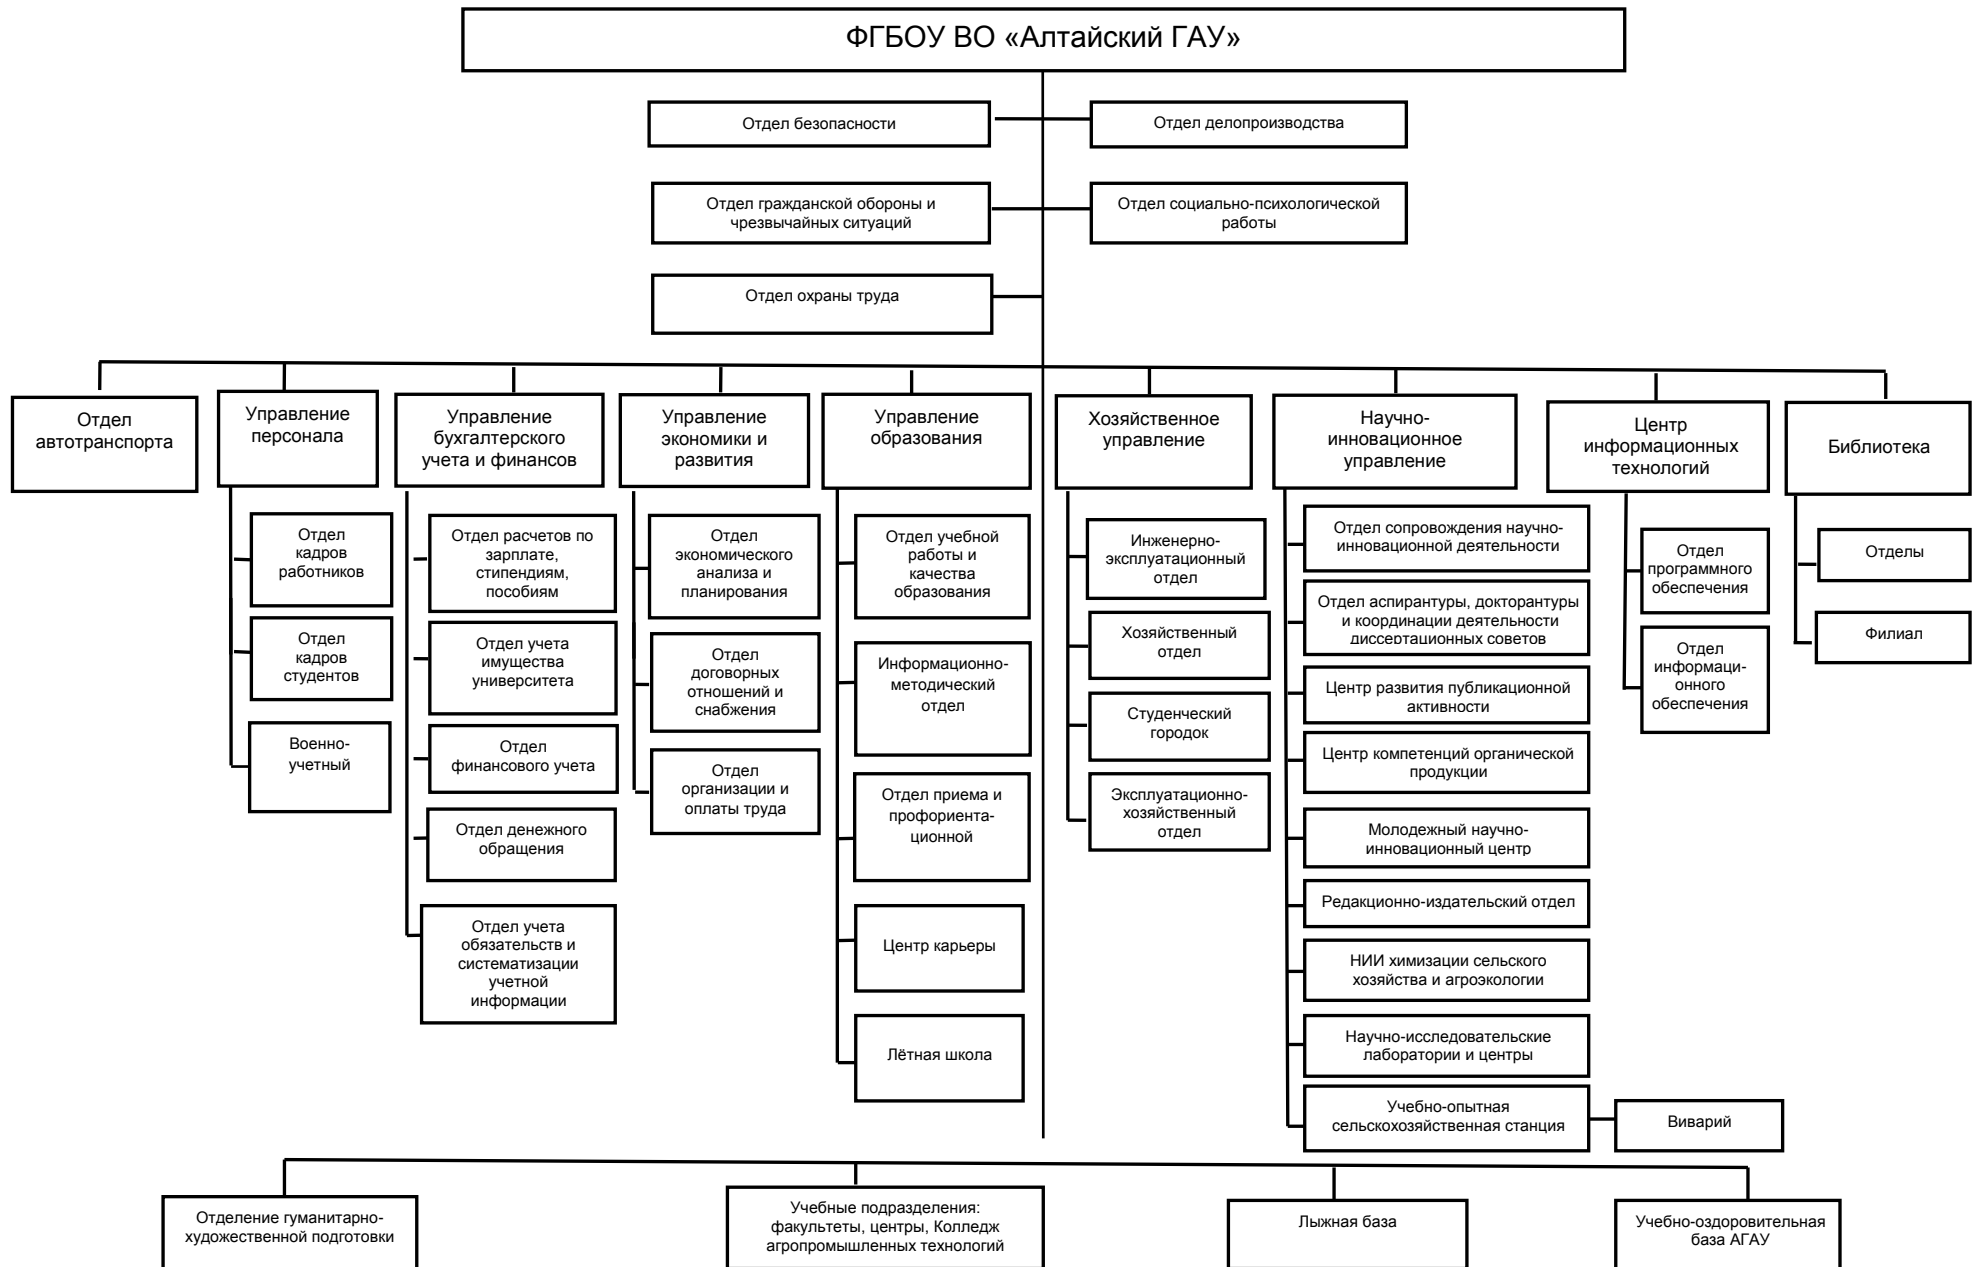 ФГБОУ ВО «Алтайский ГАУ»
Отдел безопасности
Отдел делопроизводства
Отдел гражданской обороны и
чрезвычайных ситуаций
Отдел социально-психологической
работы
Отдел охраны труда
Отдел
автотранспорта
Управление
персонала
Управление
бухгалтерского
учета и финансов
Управление
экономики и
развития
Управление
образования
Хозяйственное
управление
Научно-
инновационное
управление
Центр
информационных
технологий
Библиотека
Отдел
кадров
работников
Отдел
кадров
студентов
Военно-
учетный
Отдел расчетов по
зарплате,
стипендиям,
пособиям
Отдел учета
имущества
университета
Отдел
финансового учета
Отдел денежного
обращения
Отдел учета
обязательств и
систематизации
учетной
информации
Отдел
экономического
анализа и
планирования
Отдел
договорных
отношений и
снабжения
Отдел
организации и
оплаты труда
Отдел учебной
работы и
качества
образования
Информационно-
методический
отдел
Отдел приема и
профориента-
ционной
Центр карьеры
Лётная школа
Инженерно-
эксплуатационный
отдел
Хозяйственный
отдел
Студенческий
городок
Эксплуатационно-
хозяйственный
отдел
Отдел сопровождения научно-
инновационной деятельности
Отдел аспирантуры, докторантуры
и координации деятельности
диссертационных советов
Центр развития публикационной
активности
Центр компетенций органической
продукции
Молодежный научно-
инновационный центр
Редакционно-издательский отдел
НИИ химизации сельского
хозяйства и агроэкологии
Научно-исследовательские
лаборатории и центры
Учебно-опытная
сельскохозяйственная станция
Виварий
Отдел
программного
обеспечения
Отдел
информаци-
онного
обеспечения
Отделы
Филиал
Отделение гуманитарно-
художественной подготовки
Учебные подразделения:
факультеты, центры, Колледж
агропромышленных технологий
Лыжная база
Учебно-оздоровительная
база АГАУ